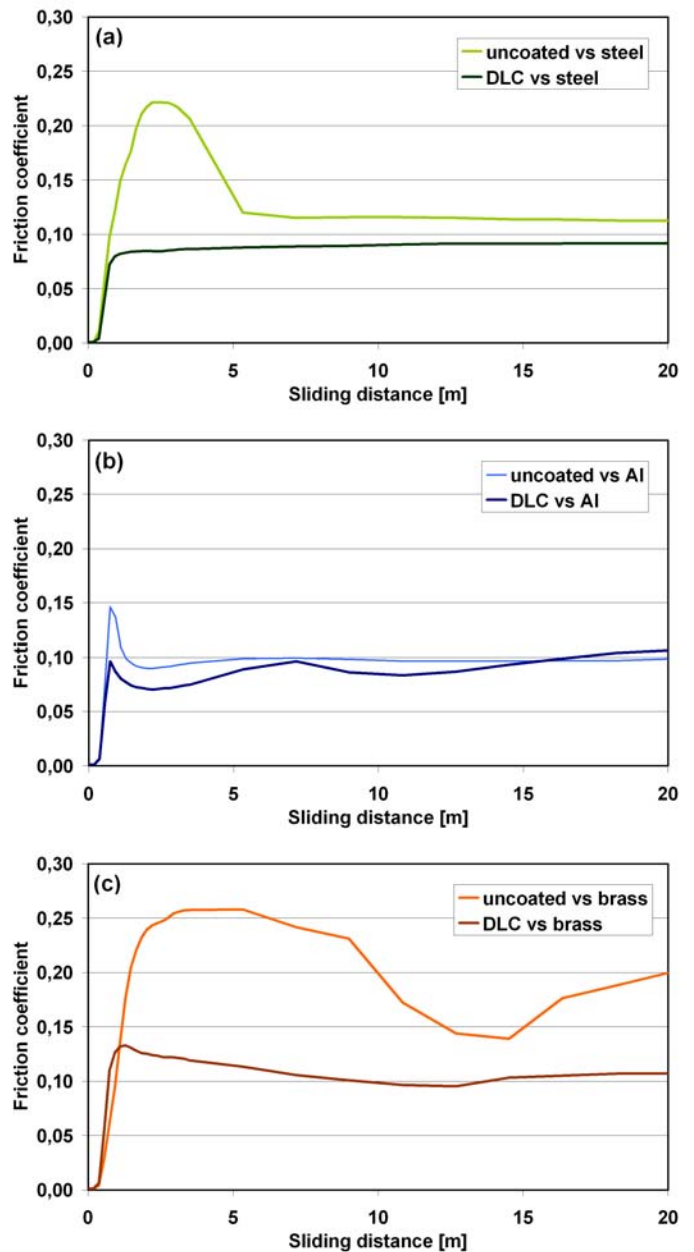 (a)
uncoated vs steel
DLC vs steel
Friction coefficient
0,30
0,25
0,20
0,15
0,10
0,05
0,00
0 5 10 15 20
Sliding distance [m]
(b)
uncoated vs Al
DLC vs Al
Friction coefficient
0,30
0,25
0,20
0,15
0,10
0,05
0,00
0 5 10 15 20
Sliding distance [m]
(c)
uncoated vs brass
DLC vs brass
Friction coefficient
0,30
0,25
0,20
0,15
0,10
0,05
0,00
0 5 10 15 20
Sliding distance [m]